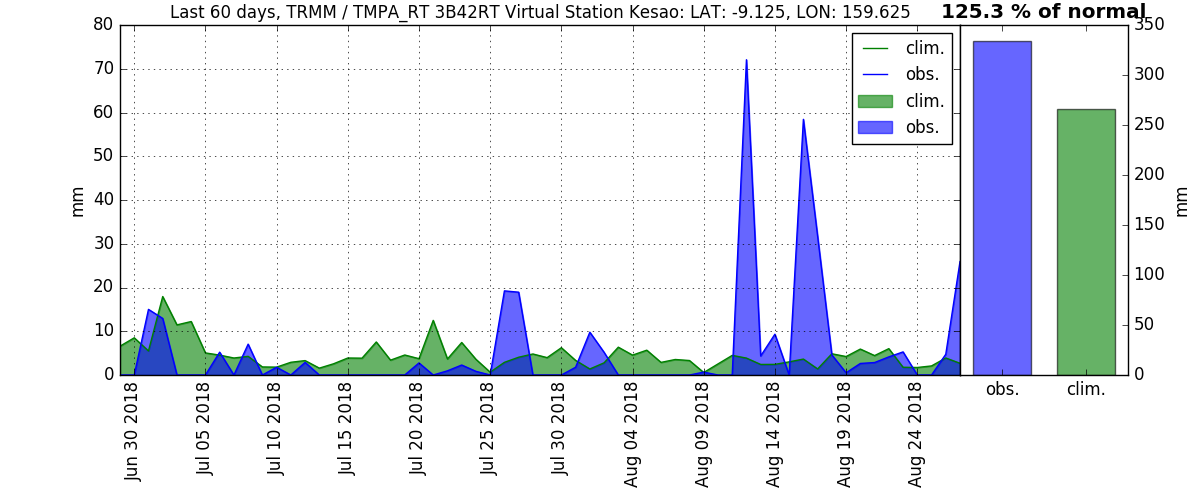 Last 60 days, TRMM / TMPA_RT 3B42RT Virtual Station Kesao: LAT: -9.125, LON: 159.625
125.3 % of normal
80
70
60
50
40
30
20
10
0
mm
clim.
obs.
clim.
obs.
350
300
250
200
150
100
50
0
mm
Jun 30 2018
Jul 05 2018
Jul 10 2018
Jul 15 2018
Jul 20 2018
Jul 25 2018
Jul 30 2018
Aug 04 2018
Aug 09 2018
Aug 14 2018
Aug 19 2018
Aug 24 2018
obs.
clim.